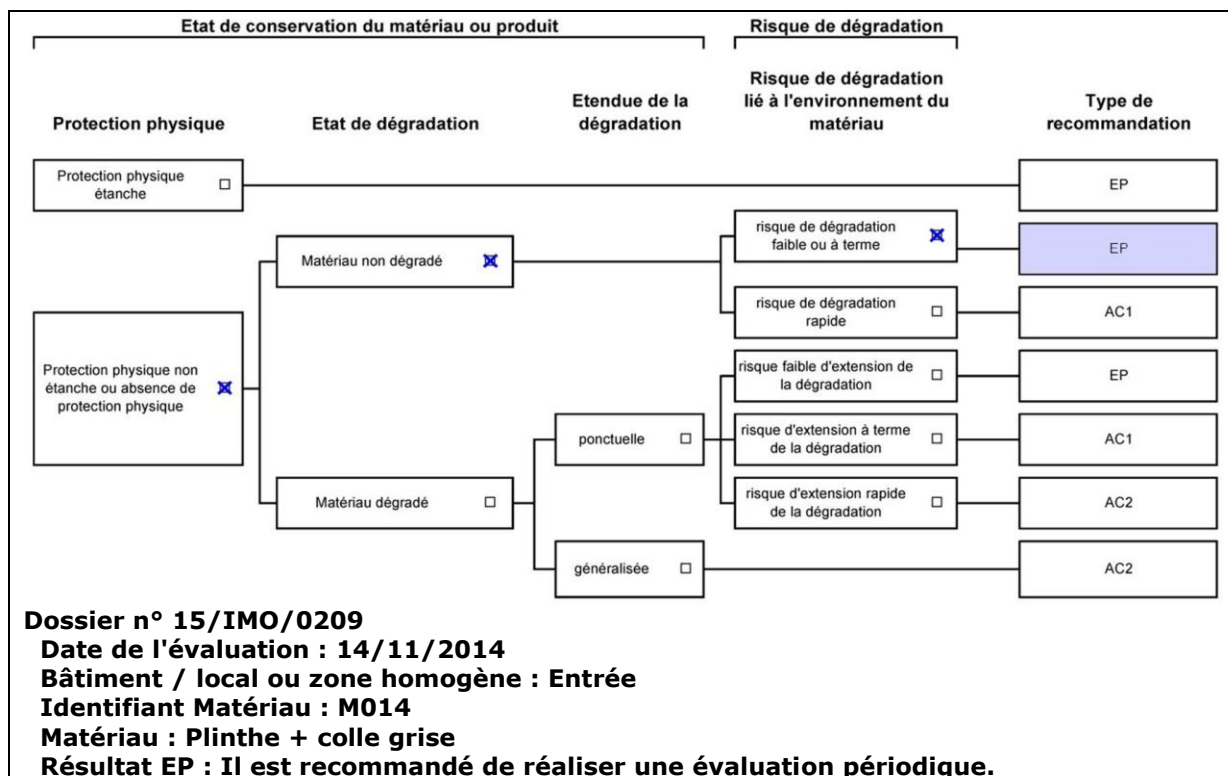 Etat de conservation du matériau ou produit
Risque de dégradation
Protection physique
Etat de dégradation
Etendue de la
dégradation
Risque de dégradation
lié à l'environnement du
matériau
Type de
recommandation
Protection physique
étanche
EP
risque de dégradation
faible ou à terme
EP
Matériau non dégradé
risque de dégradation
rapide
AC1
Protection physique non
étanche ou absence de
protection physique
risque faible d'extension de
la dégradation
EP
ponctuelle
risque d'extension à terme
de la dégradation
AC1
Matériau dégradé
risque d'extension rapide
de la dégradation
AC2
généralisée
AC2
Dossier n° 15/IMO/0209
Date de l'évaluation : 14/11/2014
Bâtiment / local ou zone homogène : Entrée
Identifiant Matériau : M014
Matériau : Plinthe + colle grise
Résultat EP : Il est recommandé de réaliser une évaluation périodique.